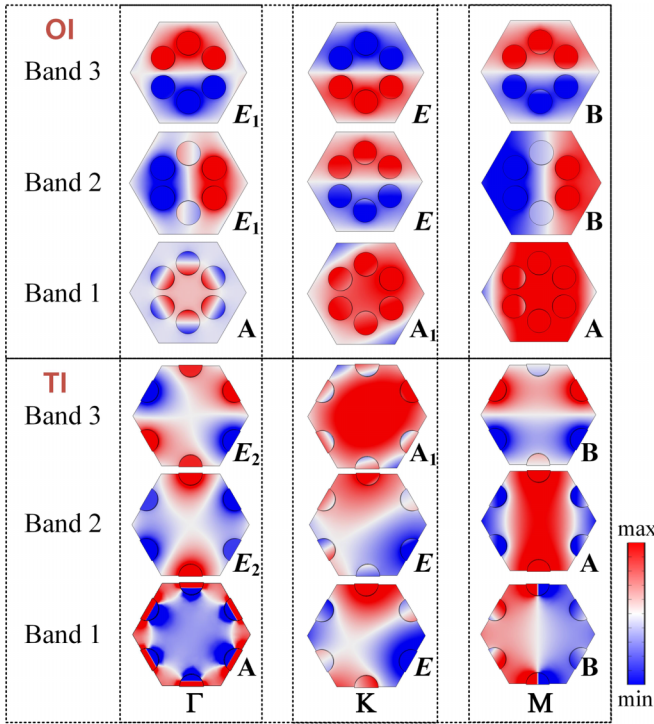 OI
Band 3 E₁ E B
Band 2 E₁ E B
Band 1 A A₁ A
TI
Band 3 E₂ A₁ B
Band 2 E₂ E A
Band 1 A E B
Γ K M
max
min